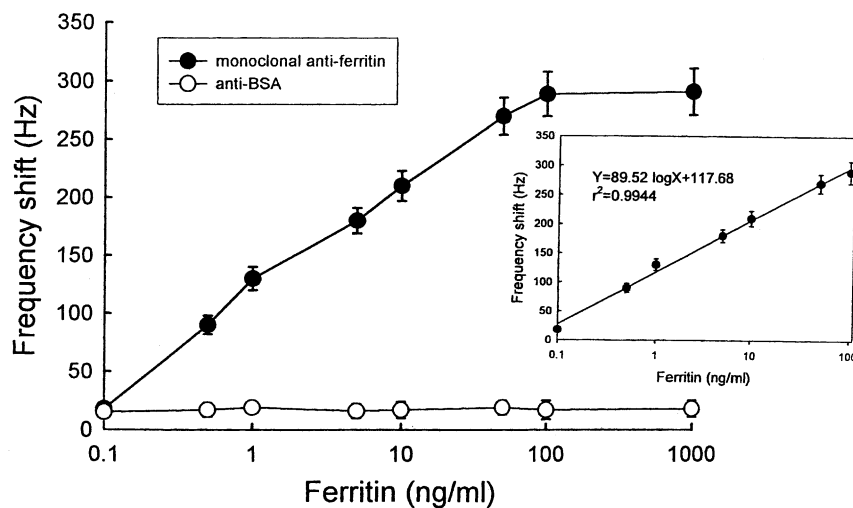 350
300
250
200
150
100
50
0
Frequency shift (Hz)
monoclonal anti-ferritin
anti-BSA
0.1 1 10 100 1000
Ferritin (ng/ml)
350
300
250
200
150
100
50
0
Frequency shift (Hz)
Y=89.52 logX+117.68
r²=0.9944
0.1 1 10 100
Ferritin (ng/ml)